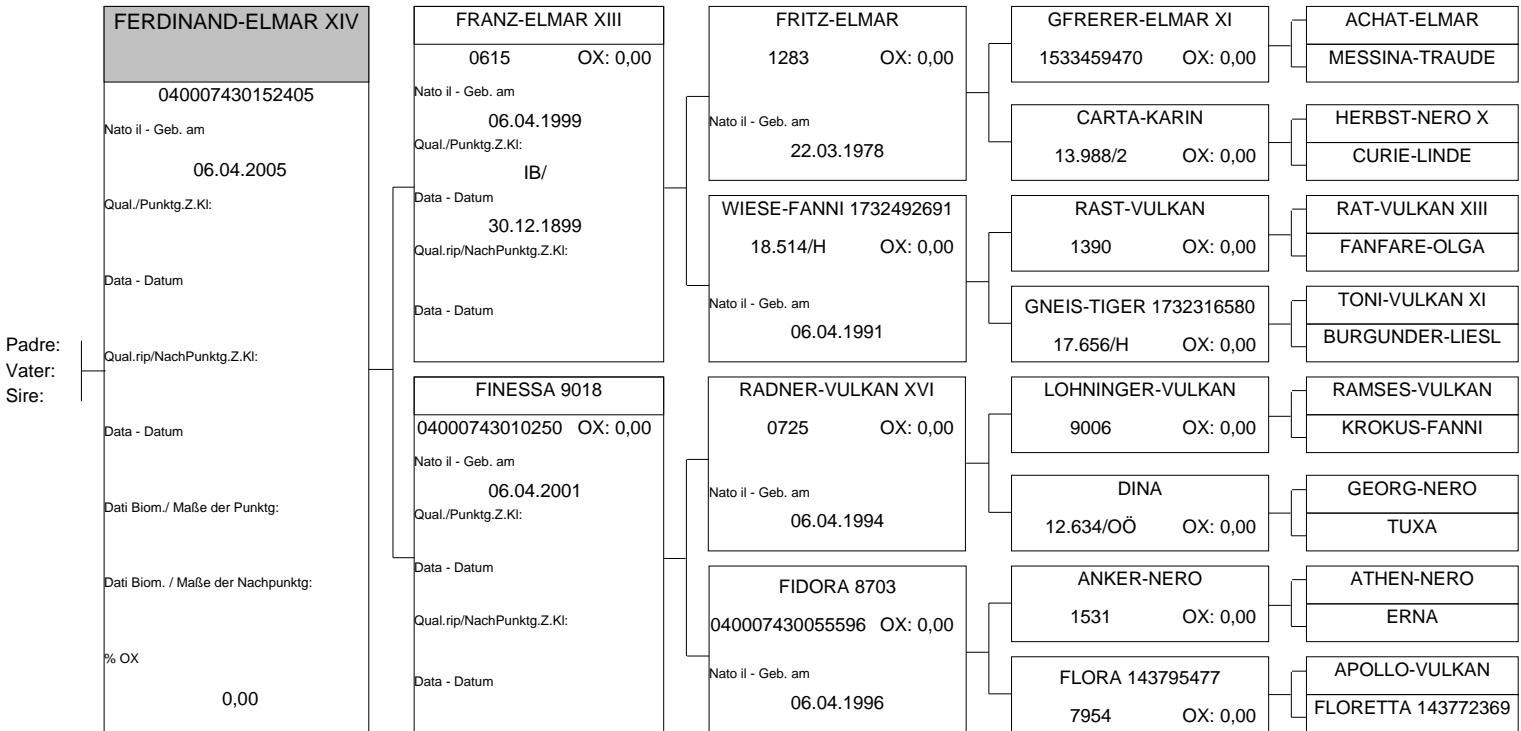 Padre:
Vater:
Sire:
FERDINAND-ELMAR XIV
040007430152405
Nato il - Geb. am
06.04.2005
Qual./Punktg.Z.Kl:
Data - Datum
Qual.rip/NachPunktg.Z.Kl:
Data - Datum
Dati Biom./ Maße der Punktg:
Dati Biom. / Maße der Nachpunktg:
% OX
0,00
FRANZ-ELMAR XIII
0615 OX: 0,00
Nato il - Geb. am
06.04.1999
Qual./Punktg.Z.Kl:
IB/
Data - Datum
30.12.1899
Qual.rip/NachPunktg.Z.Kl:
Data - Datum
FINESSA 9018
04000743010250 OX: 0,00
Nato il - Geb. am
06.04.2001
Qual./Punktg.Z.Kl:
Data - Datum
Qual.rip/NachPunktg.Z.Kl:
Data - Datum
FRITZ-ELMAR
1283 OX: 0,00
Nato il - Geb. am
22.03.1978
WIESE-FANNI 1732492691
18.514/H OX: 0,00
Nato il - Geb. am
06.04.1991
RADNER-VULKAN XVI
0725 OX: 0,00
Nato il - Geb. am
06.04.1994
FIDORA 8703
040007430055596 OX: 0,00
Nato il - Geb. am
06.04.1996
GFRERER-ELMAR XI
1533459470 OX: 0,00
CARTA-KARIN
13.988/2 OX: 0,00
RAST-VULKAN
1390 OX: 0,00
GNEIS-TIGER 1732316580
17.656/H OX: 0,00
LOHNINGER-VULKAN
9006 OX: 0,00
DINA
12.634/OÖ OX: 0,00
ANKER-NERO
1531 OX: 0,00
FLORA 143795477
7954 OX: 0,00
ACHAT-ELMAR
MESSINA-TRAUDE
HERBST-NERO X
CURIE-LINDE
RAT-VULKAN XIII
FANFARE-OLGA
TONI-VULKAN XI
BURGUNDER-LIESL
RAMSES-VULKAN
KROKUS-FANNI
GEORG-NERO
TUXA
ATHEN-NERO
ERNA
APOLLO-VULKAN
FLORETTA 143772369